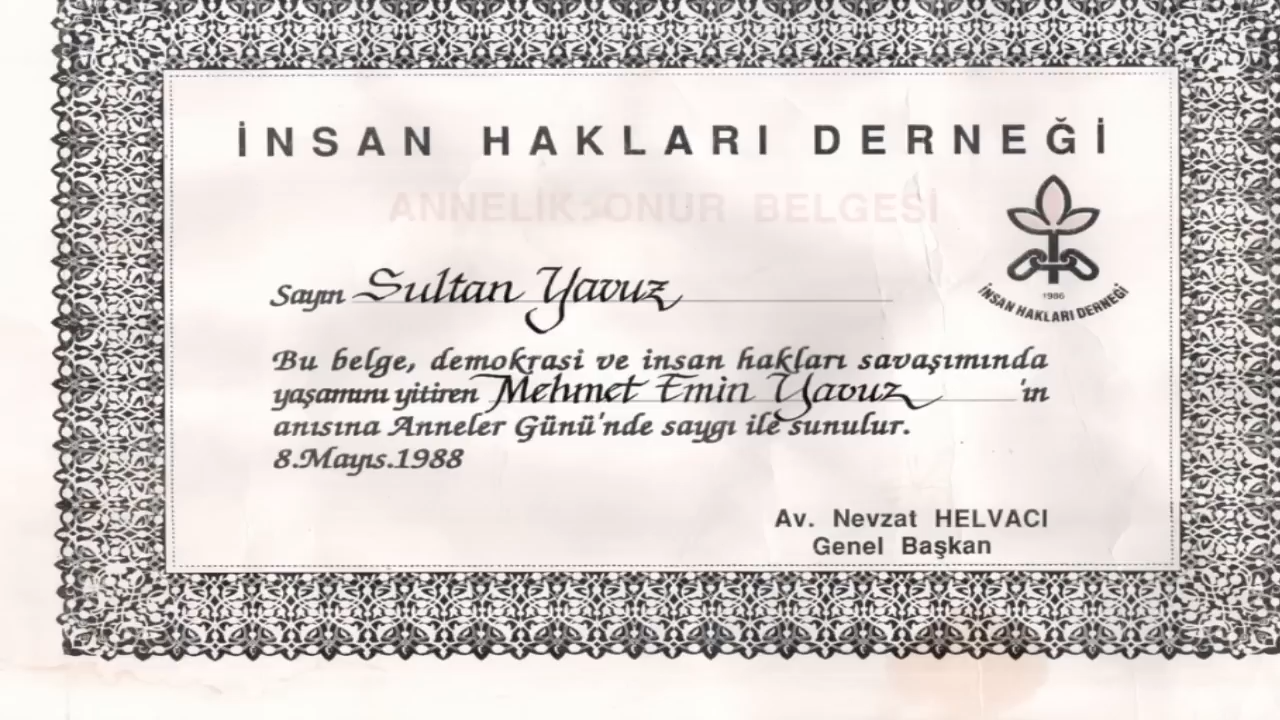 İNSAN HAKLARI DERNEĞİ
ANNELİK ONUR BELGESİ
Sayın Sultan Yavuz
1986
İNSAN HAKLARI DERNEĞİ
Bu belge, demokrasi ve insan hakları savaşımında
yaşamını yitiren Mehmet Emin Yavuz 'ın
anısına Anneler Günü'nde saygı ile sunulur.
8.Mayıs.1988
Av. Nevzat HELVACI
Genel Başkan